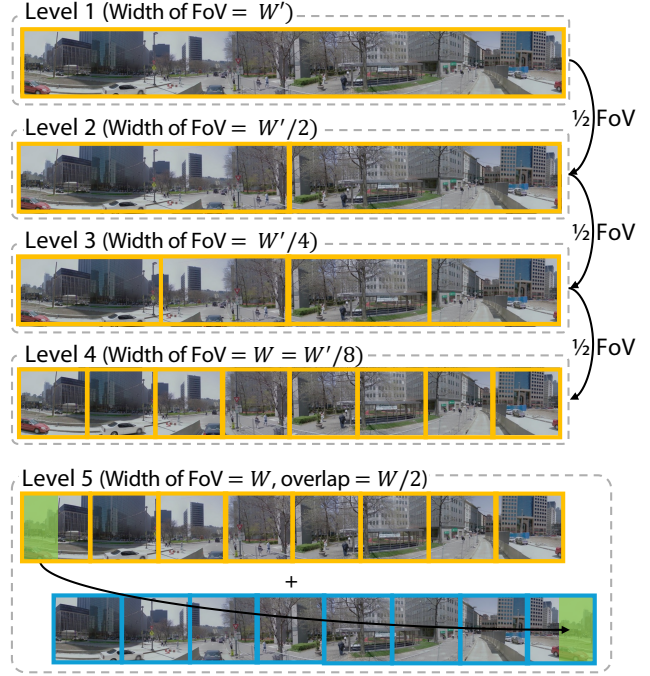 Level 1 (Width of FoV = W′)
½ FoV
Level 2 (Width of FoV = W′/2)
½ FoV
Level 3 (Width of FoV = W′/4)
½ FoV
Level 4 (Width of FoV = W = W′/8)
Level 5 (Width of FoV = W, overlap = W/2)
+